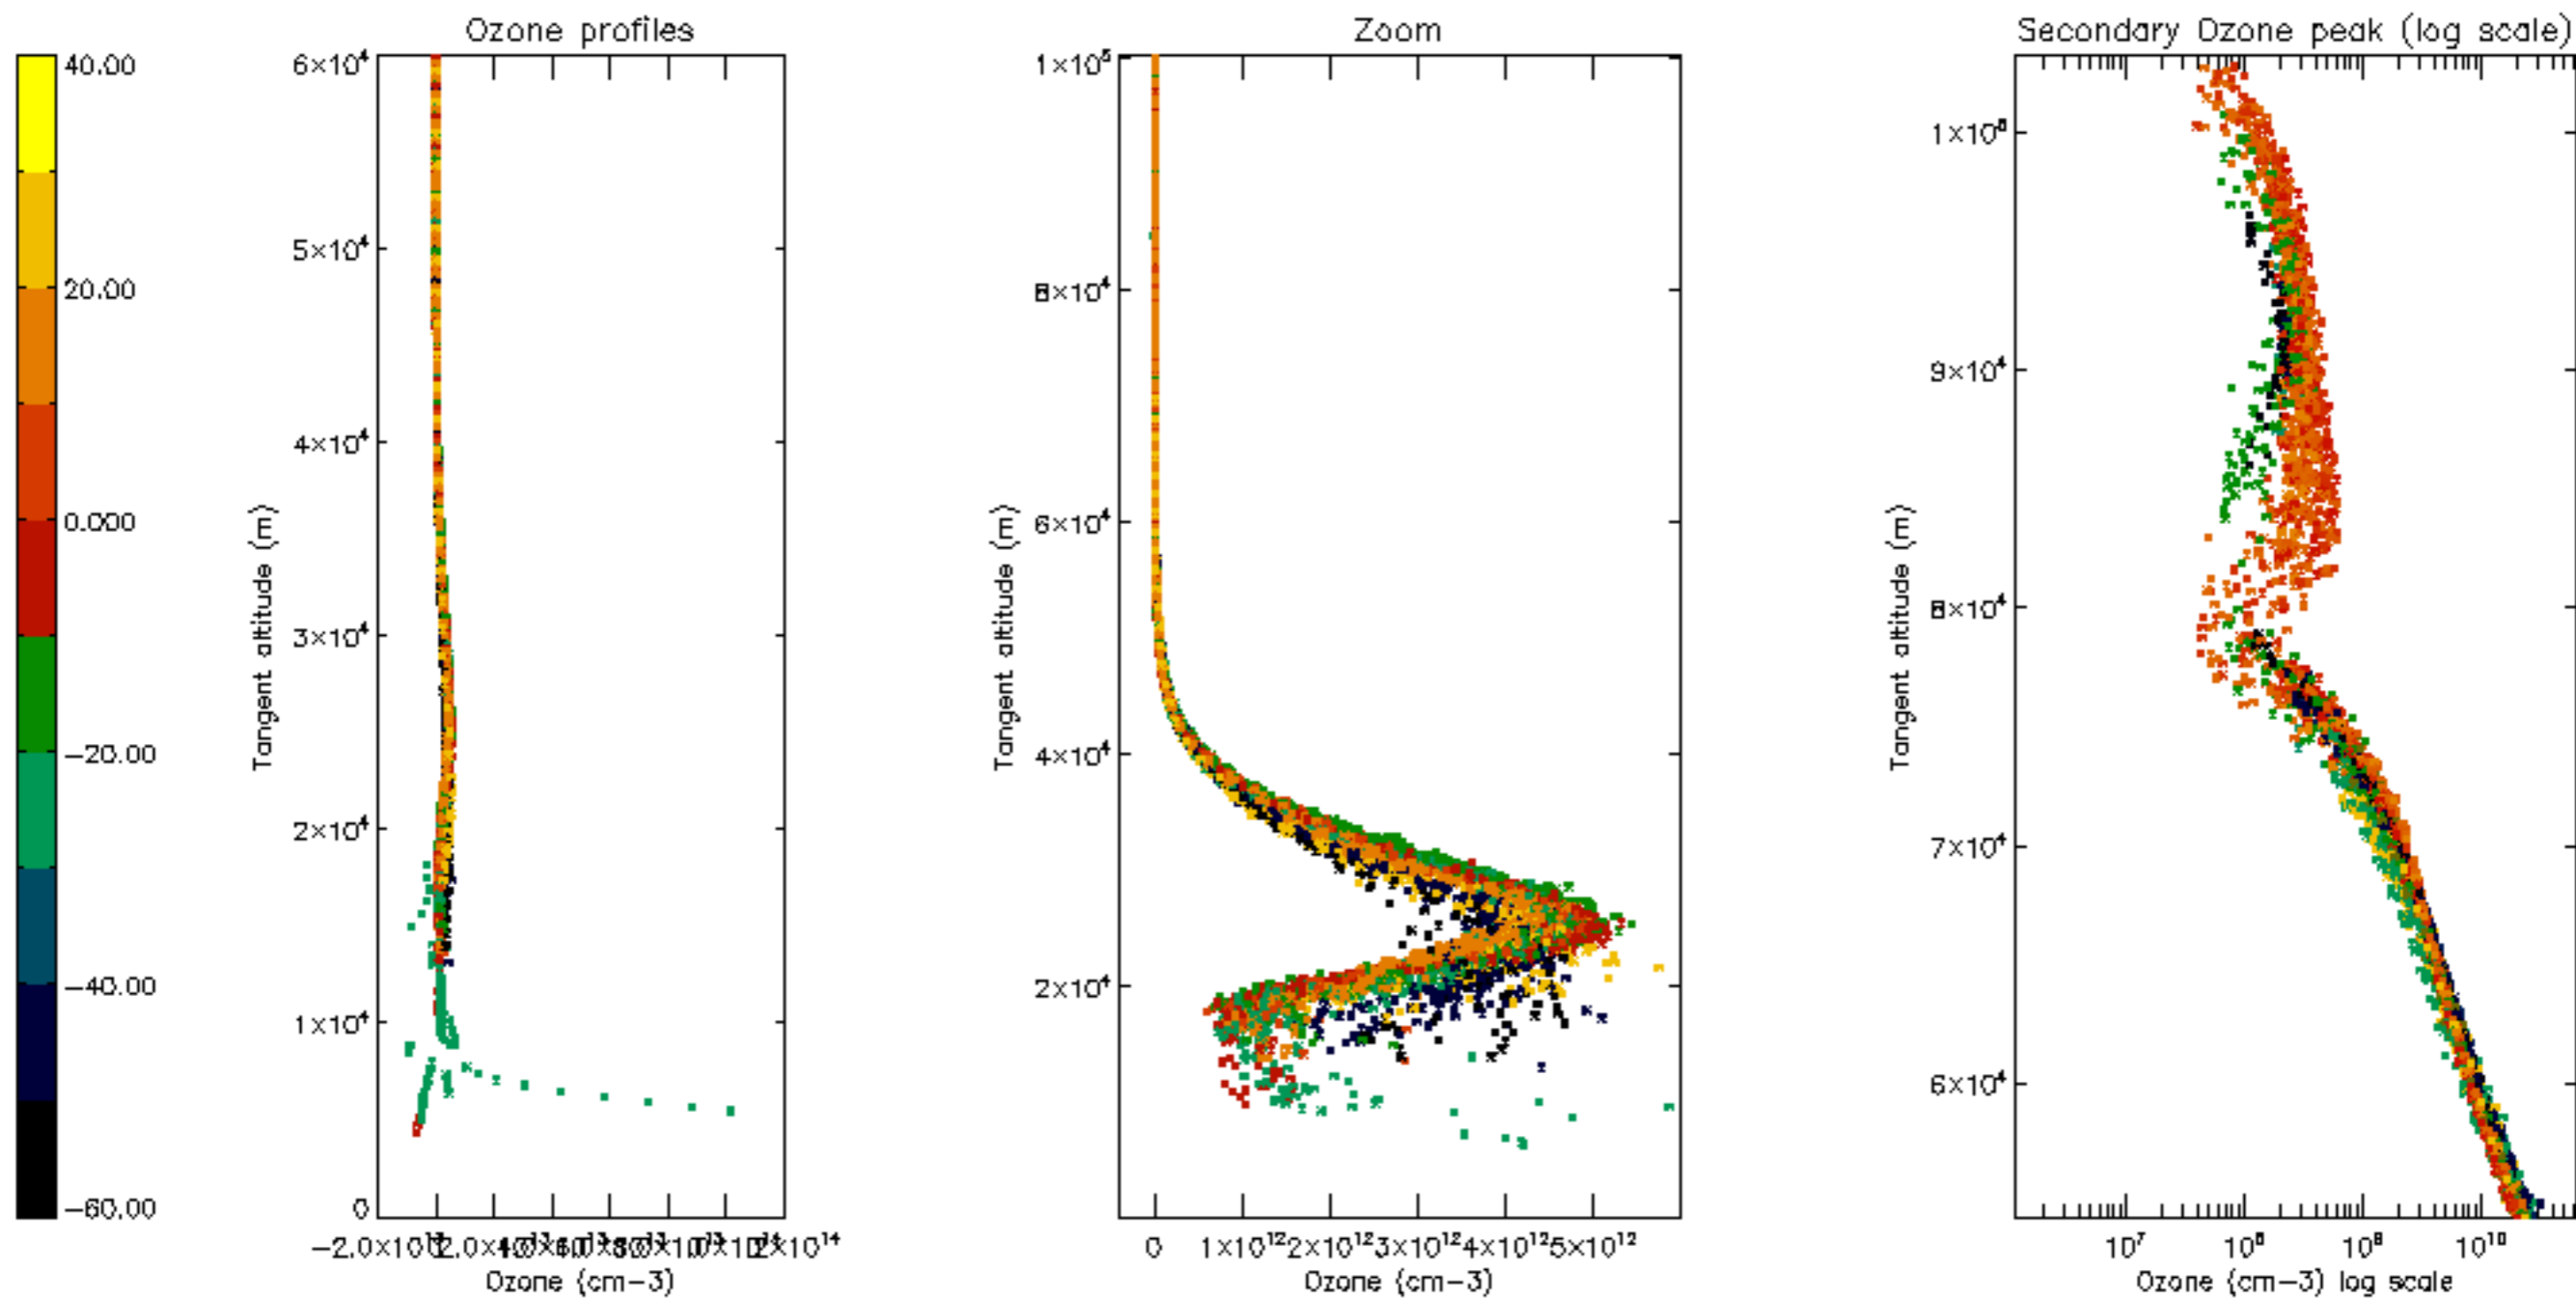 Ozone profiles
Zoom
Secondary Ozone peak (log scale)
40.00
20.00
0.000
−20.00
−40.00
−60.00
6×10⁴
5×10⁴
4×10⁴
3×10⁴
2×10⁴
1×10⁴
0
Tangent altitude (m)
Ozone (cm−3)
1×10⁵
8×10⁴
6×10⁴
4×10⁴
2×10⁴
Tangent altitude (m)
0 1×10¹² 2×10¹² 3×10¹² 4×10¹² 5×10¹²
Ozone (cm−3)
9×10⁴
8×10⁴
7×10⁴
6×10⁴
Tangent altitude (m)
10⁷ 10⁸ 10⁹ 10¹⁰
Ozone (cm−3) log scale